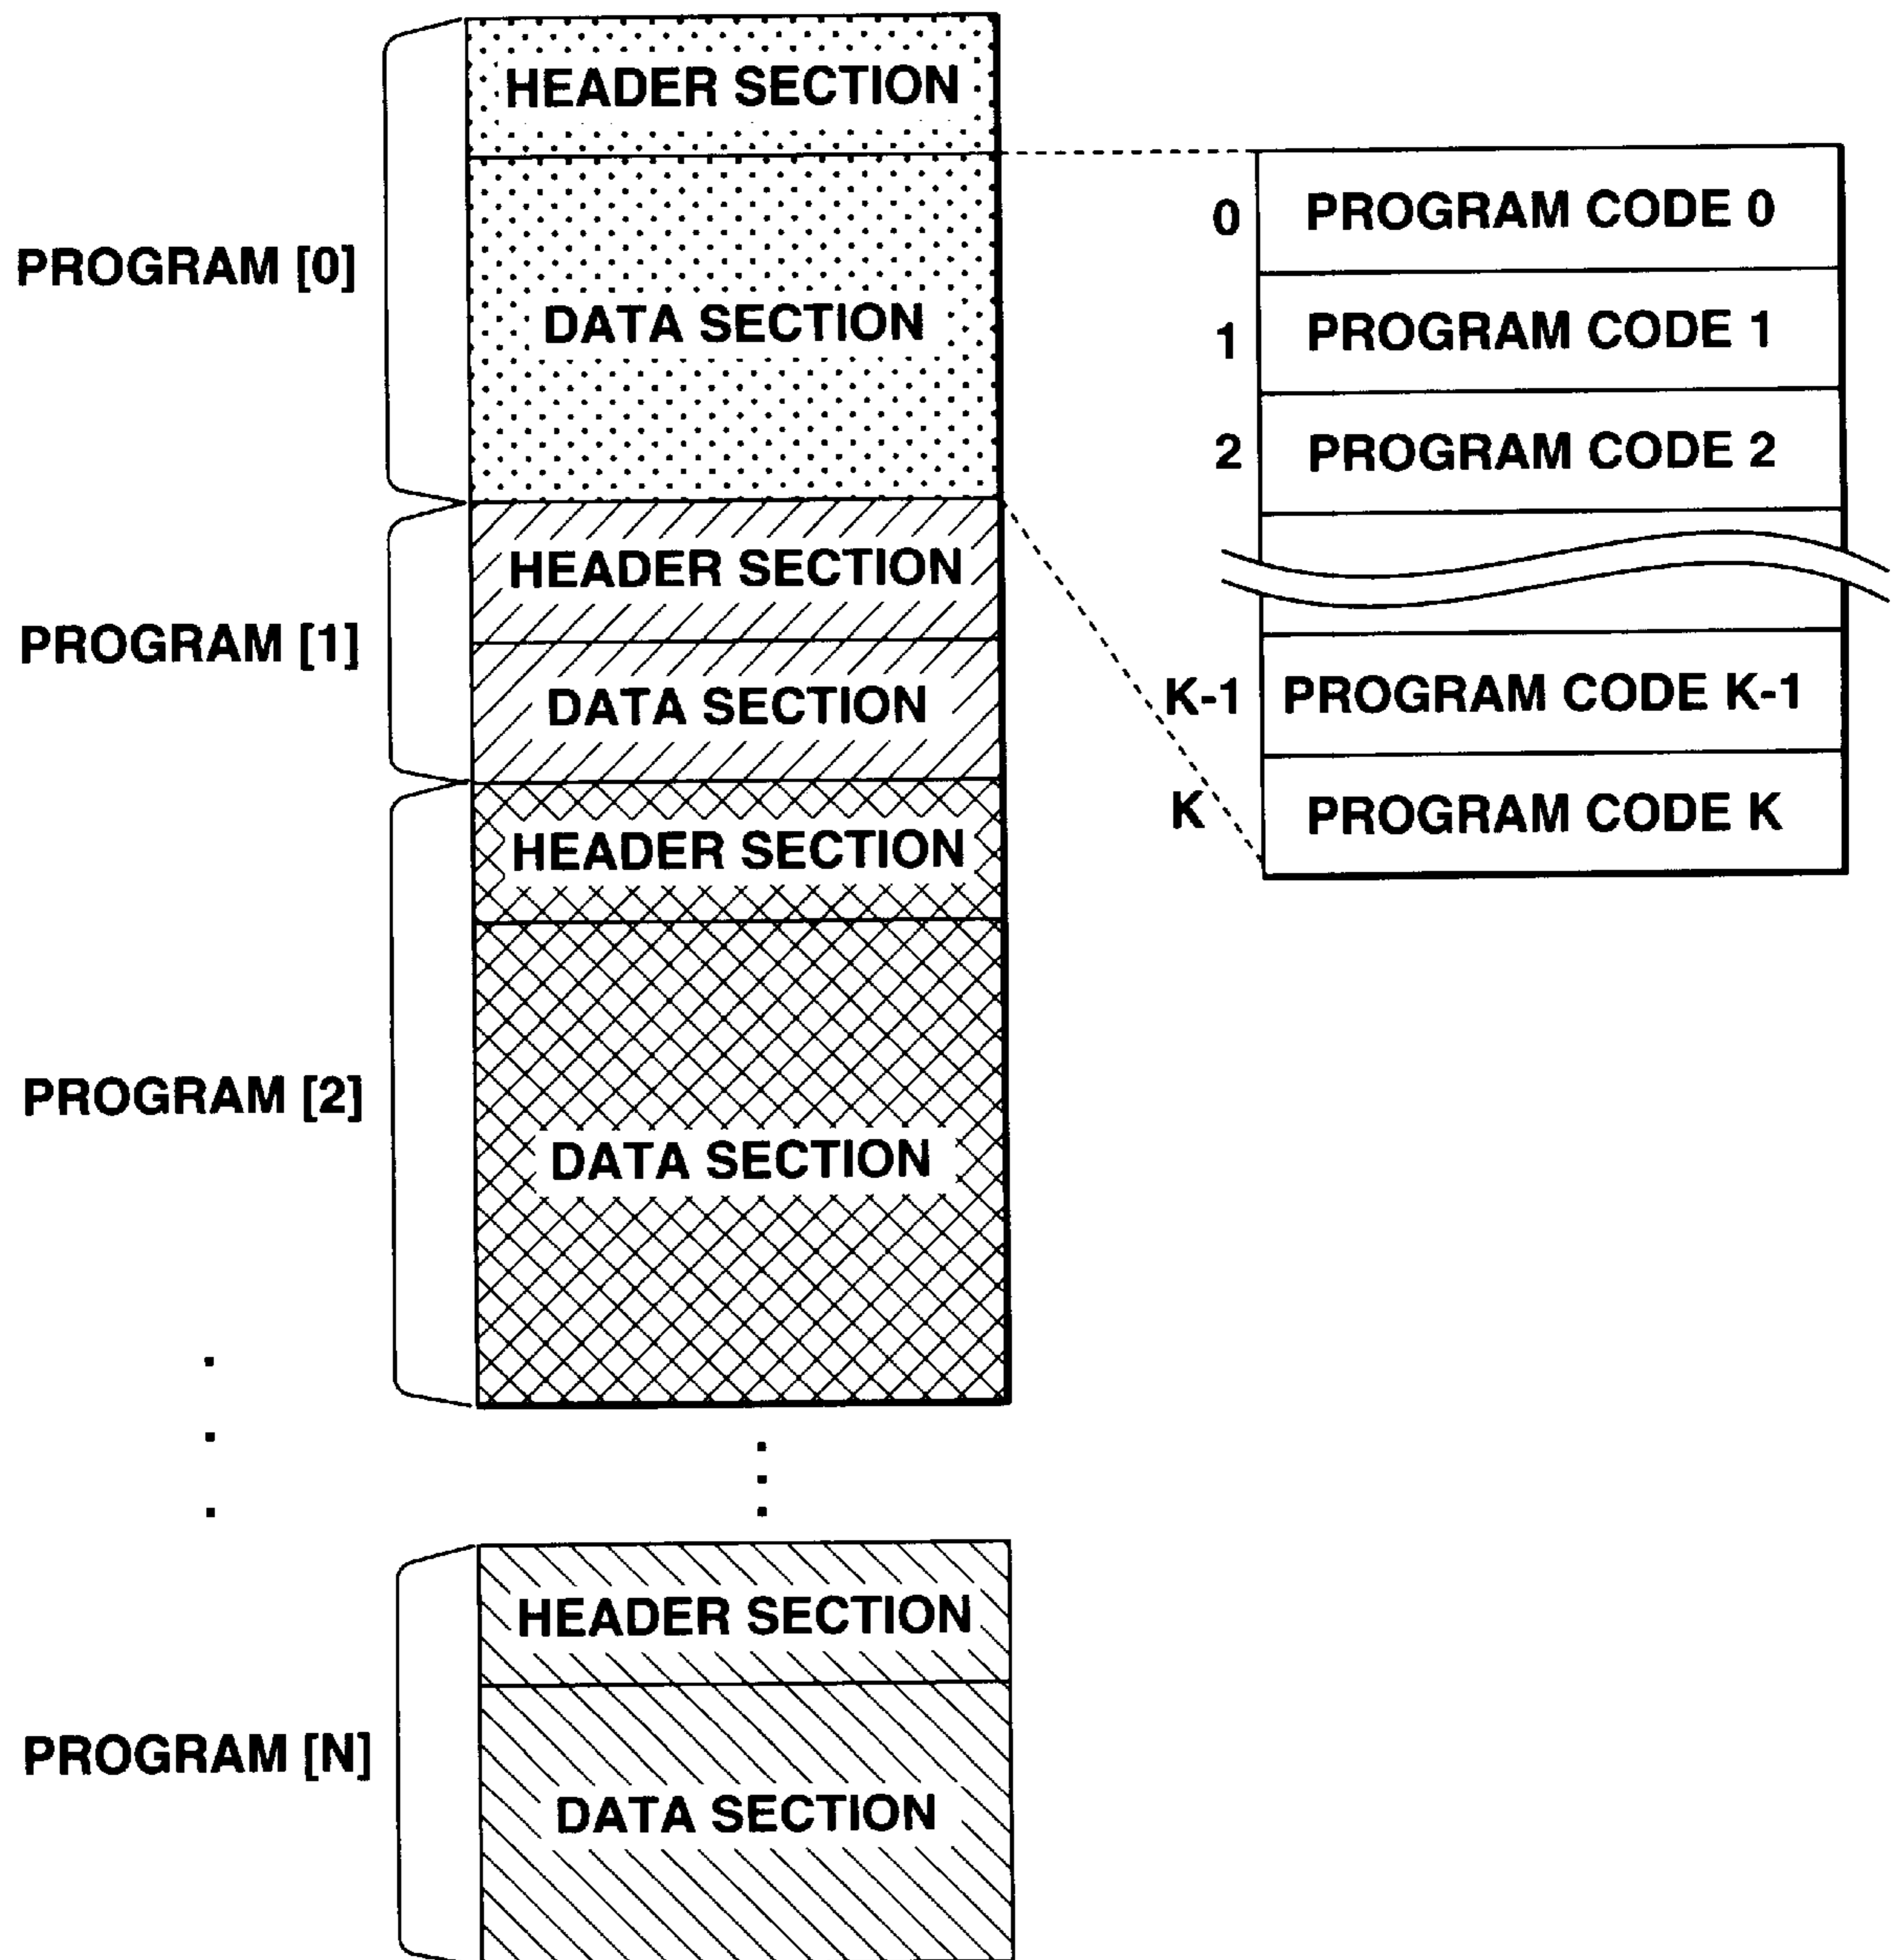 PROGRAM [0]
HEADER SECTION
DATA SECTION
0 PROGRAM CODE 0
1 PROGRAM CODE 1
2 PROGRAM CODE 2
K-1 PROGRAM CODE K-1
K PROGRAM CODE K
PROGRAM [1]
HEADER SECTION
DATA SECTION
PROGRAM [2]
HEADER SECTION
DATA SECTION
PROGRAM [N]
HEADER SECTION
DATA SECTION